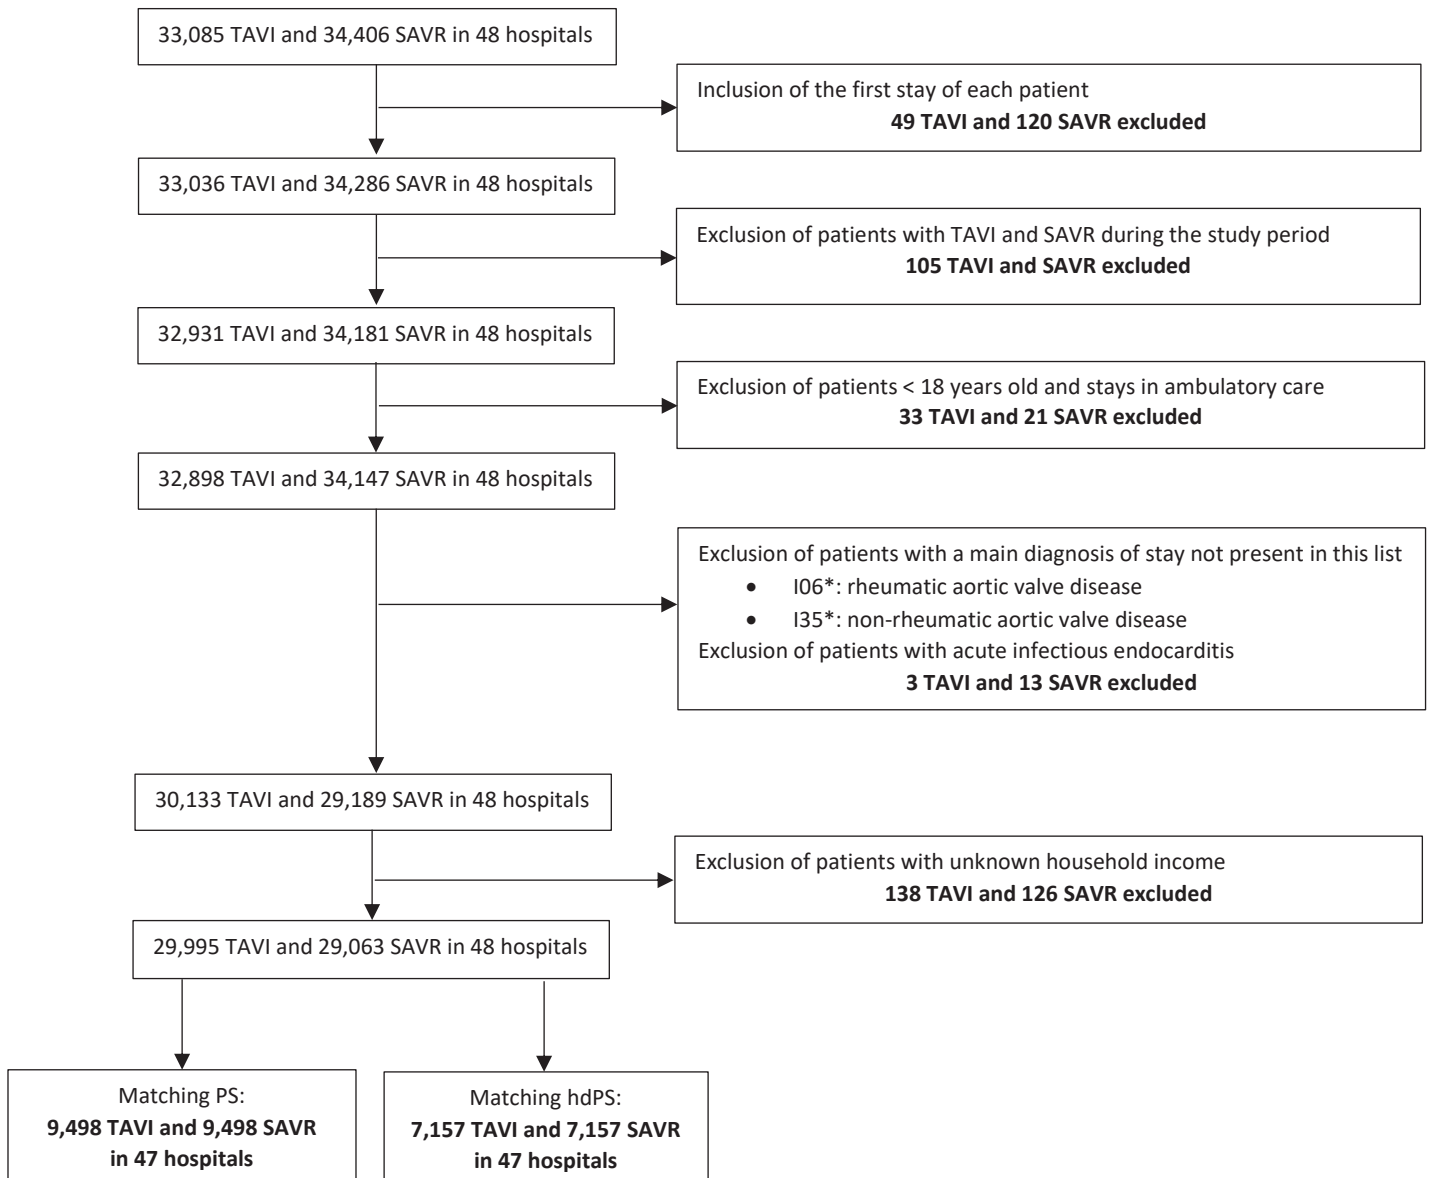 33,085 TAVI and 34,406 SAVR in 48 hospitals
Inclusion of the first stay of each patient
49 TAVI and 120 SAVR excluded
33,036 TAVI and 34,286 SAVR in 48 hospitals
Exclusion of patients with TAVI and SAVR during the study period
105 TAVI and SAVR excluded
32,931 TAVI and 34,181 SAVR in 48 hospitals
Exclusion of patients < 18 years old and stays in ambulatory care
33 TAVI and 21 SAVR excluded
32,898 TAVI and 34,147 SAVR in 48 hospitals
Exclusion of patients with a main diagnosis of stay not present in this list
• I06*: rheumatic aortic valve disease
• I35*: non-rheumatic aortic valve disease
Exclusion of patients with acute infectious endocarditis
3 TAVI and 13 SAVR excluded
30,133 TAVI and 29,189 SAVR in 48 hospitals
Exclusion of patients with unknown household income
138 TAVI and 126 SAVR excluded
29,995 TAVI and 29,063 SAVR in 48 hospitals
Matching PS:
9,498 TAVI and 9,498 SAVR
in 47 hospitals
Matching hdPS:
7,157 TAVI and 7,157 SAVR
in 47 hospitals